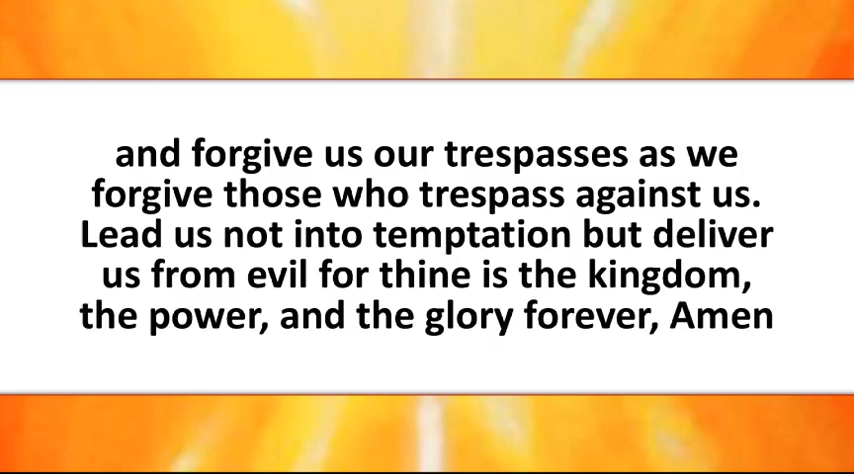 and forgive us our trespasses as we
forgive those who trespass against us.
Lead us not into temptation but deliver
us from evil for thine is the kingdom,
the power, and the glory forever, Amen